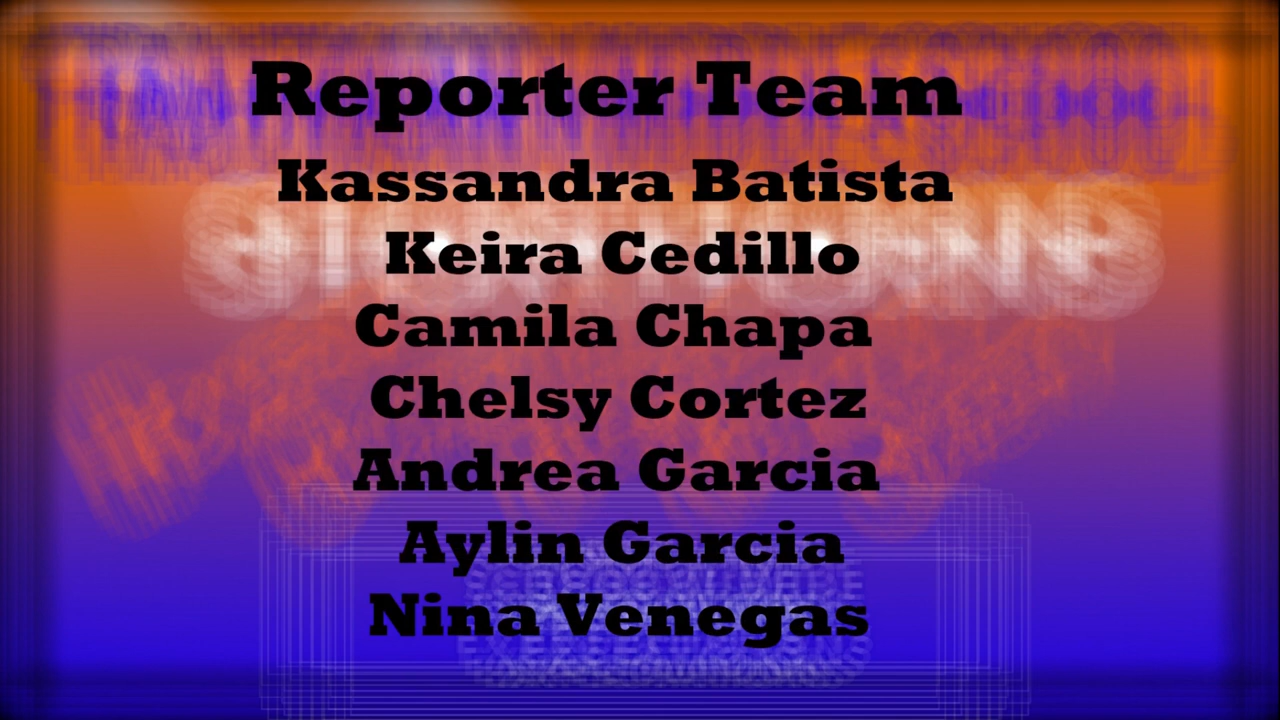 Reporter Team
Kassandra Batista
Keira Cedillo
Camila Chapa
Chelsy Cortez
Andrea Garcia
Aylin Garcia
Nina Venegas